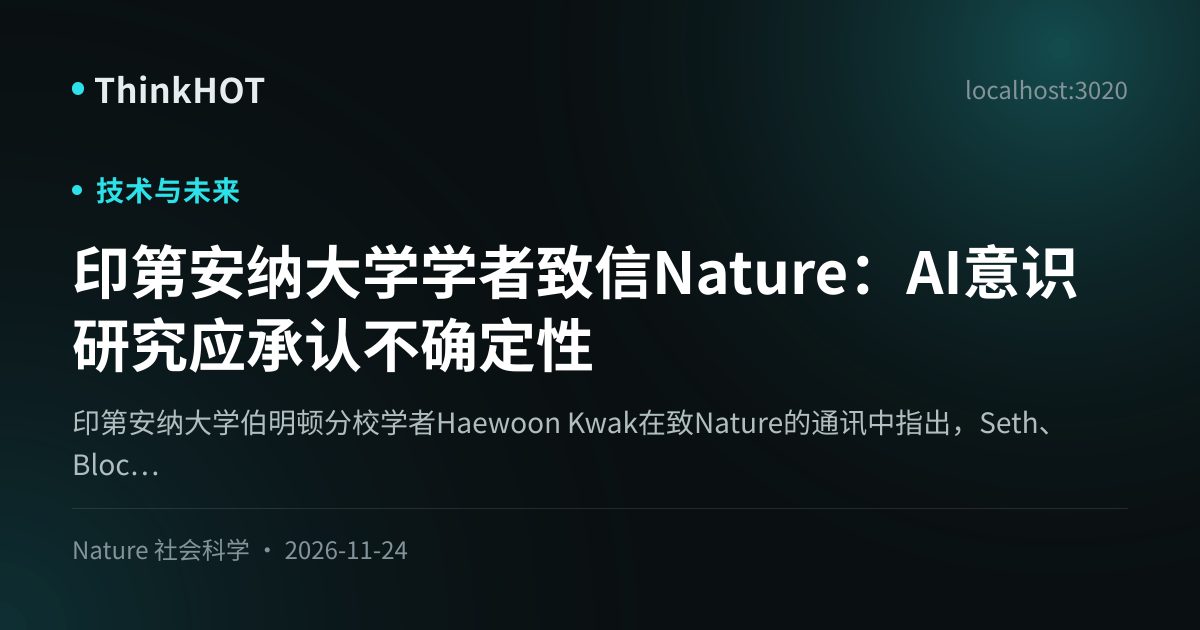 ThinkHOT
localhost:3020
技术与未来
印第安纳大学学者致信Nature：AI意识
研究应承认不确定性
印第安纳大学伯明顿分校学者Haewoon Kwak在致Nature的通讯中指出，Seth、
Bloc…
Nature 社会科学 · 2026-11-24